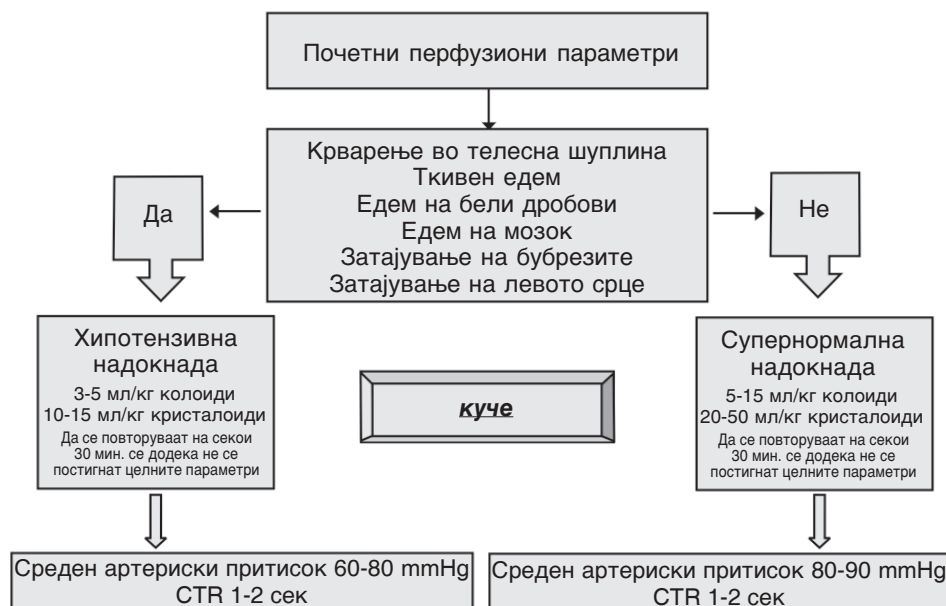 Почетни перфузиони параметри
Крварење во телесна шуплина
Ткивен едем
Едем на бели дробови
Едем на мозок
Затајување на бубрезите
Затајување на левото срце
Да
Не
Хипотензивна
надокнада
3-5 мл/кг колоиди
10-15 мл/кг кристалоиди
Да се повторуваат на секои
30 мин. се додека не се
постигнат целните параметри
куче
Супернормална
надокнада
5-15 мл/кг колоиди
20-50 мл/кг кристалоиди
Да се повторуваат на секои
30 мин. се додека не се
постигнат целните параметри
Среден артериски притисок 60-80 mmHg
CTR 1-2 сек
Среден артериски притисок 80-90 mmHg
CTR 1-2 сек